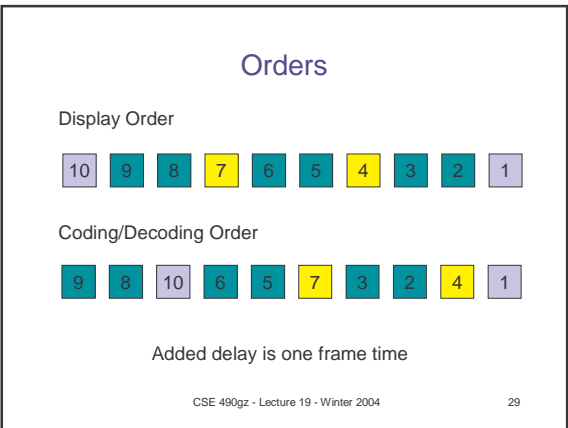 Orders
Display Order
10 9 8 7 6 5 4 3 2 1
Coding/Decoding Order
9 8 10 6 5 7 3 2 4 1
Added delay is one frame time
CSE 490gz - Lecture 19 - Winter 2004 29